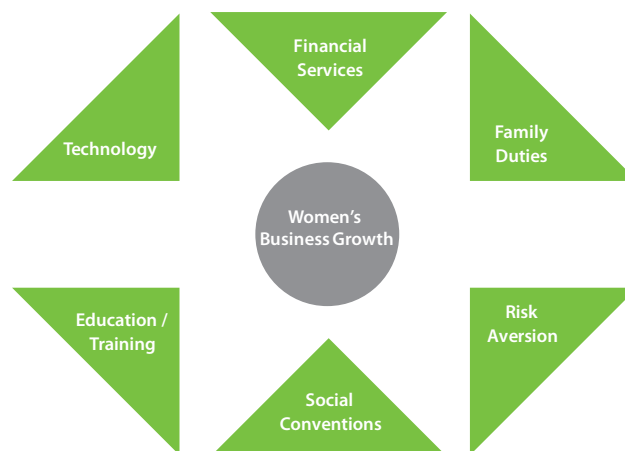 Financial
Services
Technology
Family
Duties
Women’s
Business Growth
Education /
Training
Risk
Aversion
Social
Conventions